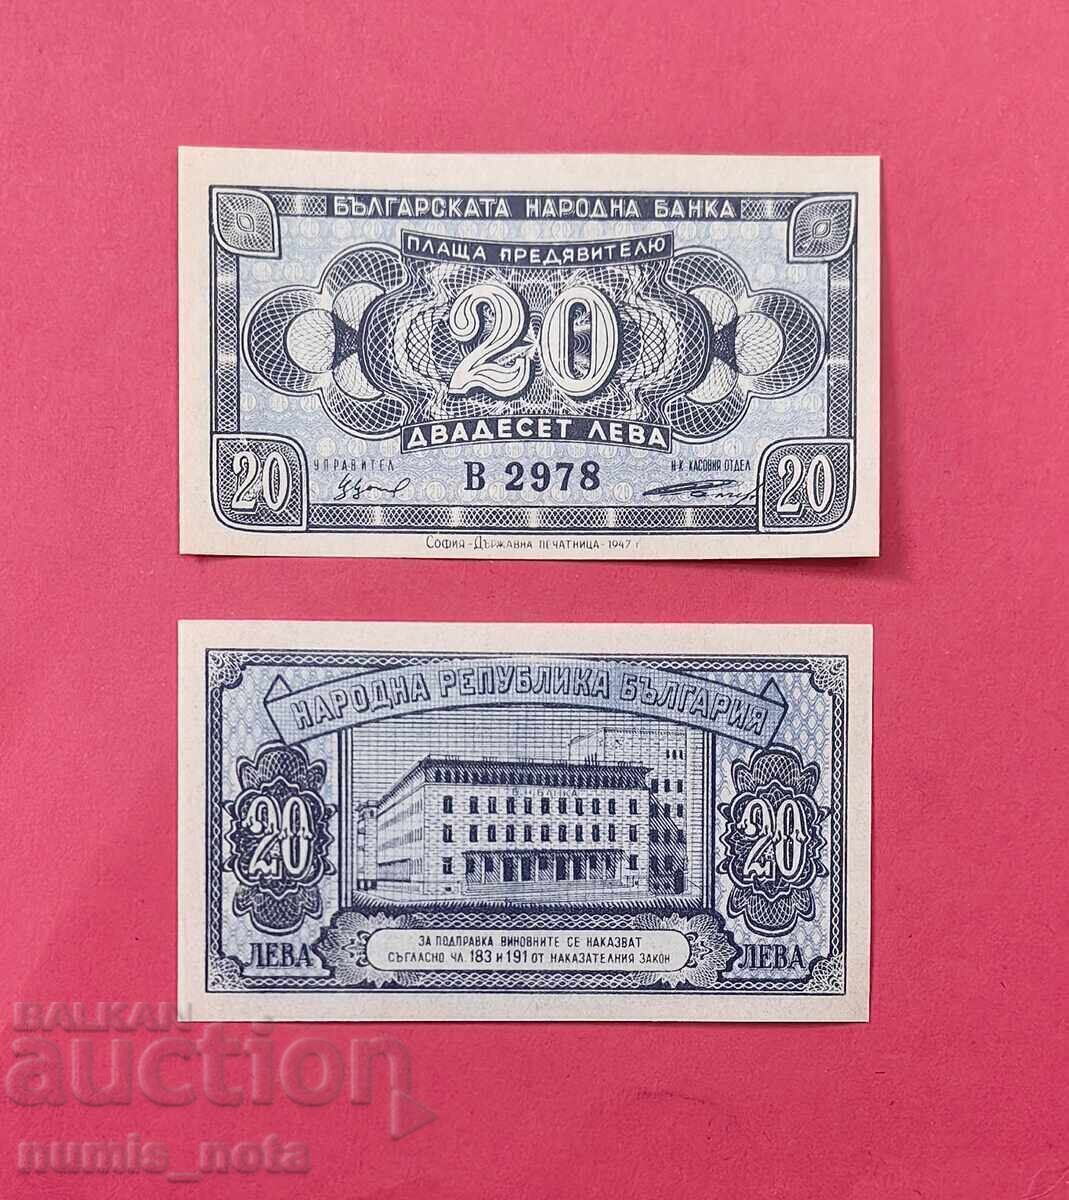 БЪЛГАРСКАТА НАРОДНА БАНКА
ПЛАЩА ПРЕДЯВИТЕЛЮ
20
ДВАДЕСЕТ ЛЕВА
УПРАВИТЕЛ
В 2978
Н-К КАСОВИЯ ОТДЕЛ
20
20
СОФИЯ - ДЪРЖАВНА ПЕЧАТНИЦА - 1947 г.
НАРОДНА РЕПУБЛИКА БЪЛГАРИЯ
Б.Н.БАНКА
20
20
ЛЕВА
ЛЕВА
ЗА ПОДПРАВКА ВИНОВНИТЕ СЕ НАКАЗВАТ
СЪГЛАСНО ЧЛ. 183 И 191 ОТ НАКАЗАТЕЛНИЯ ЗАКОН
BALKAN
auction
numis_nota